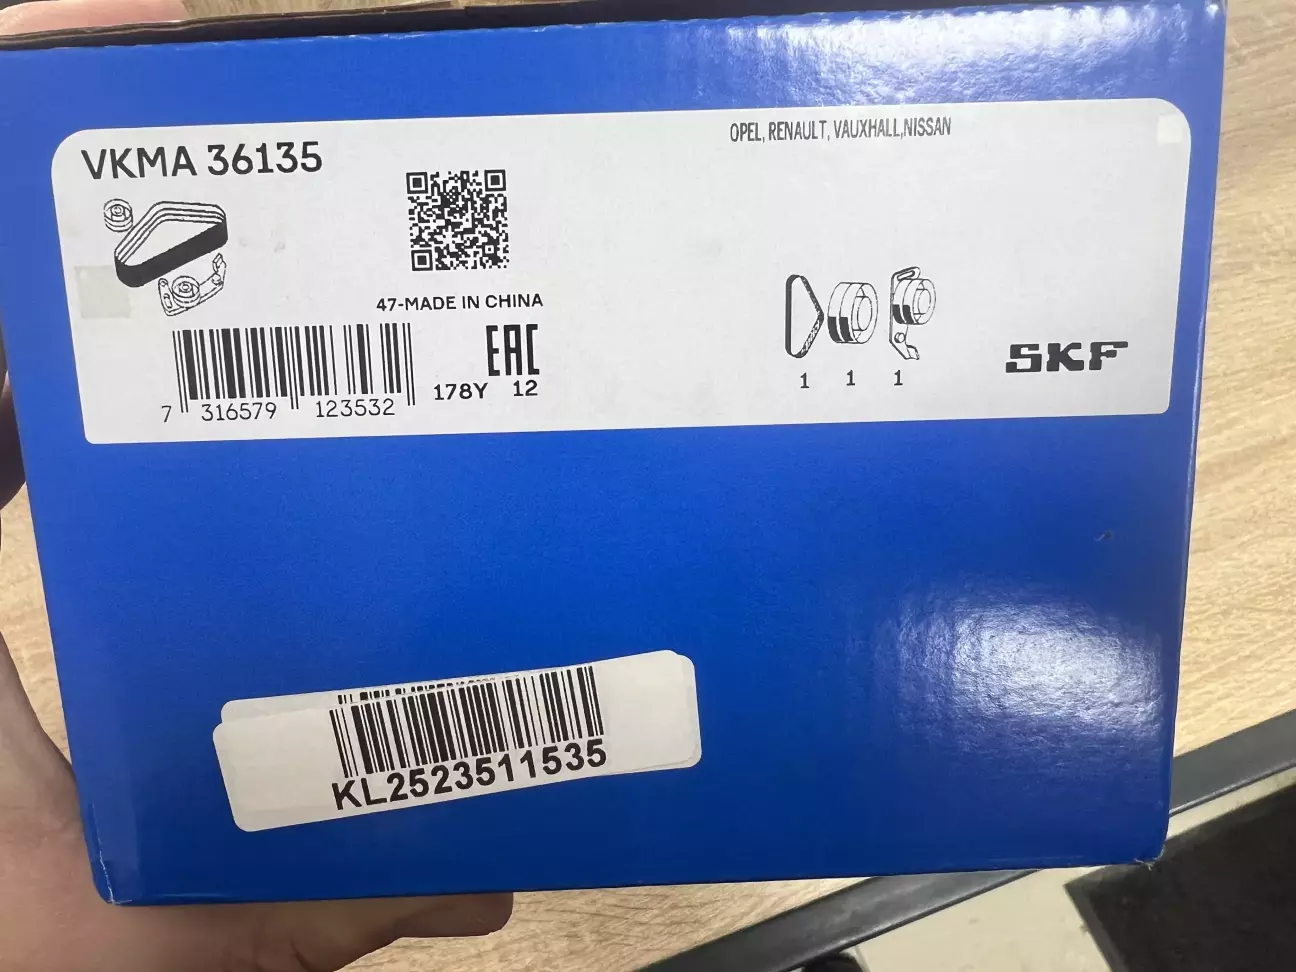 VKMA 36135
OPEL, RENAULT, VAUXHALL,NISSAN
47-MADE IN CHINA
EAC
178Y 12
7 316579 123532
1 1 1
SKF
KL2523511535